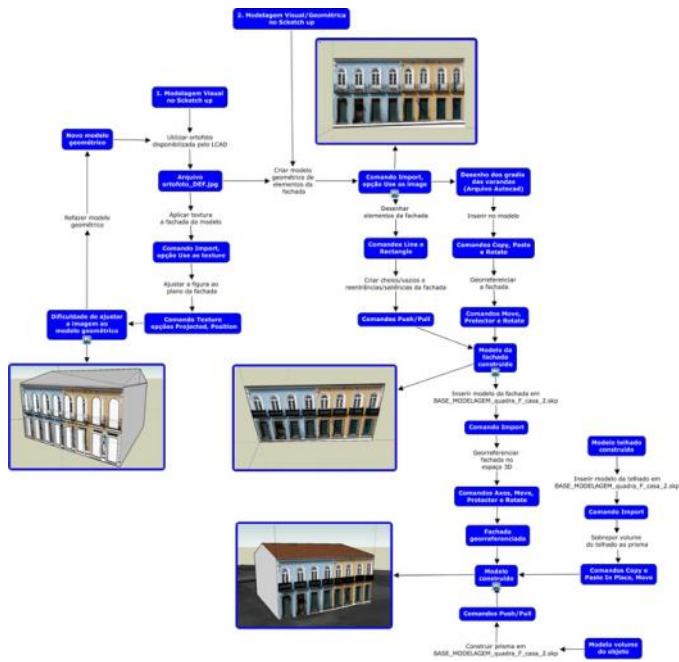 2. Modelagem Visual/Geométrica
no Scketch up
1. Modelagem Visual
no Scketch up
Novo modelo
geométrico
Utilizar ortofoto
disponibilizada pelo LCAD
Arquivo
ortofoto_DEF.jpg
Criar modelo
geométrico de
elementos da
fachada
Comando Import,
opção Use as image
Desenho dos gradis
das varandas
(Arquivo Autocad)
Refazer modelo
geométrico
Aplicar textura
a fachada do modelo
Desenhar
elementos da fachada
Inserir no modelo
Comando Import,
opção Use as texture
Comandos Line e
Rectangle
Comandos Copy, Paste
e Rotate
Ajustar a figura ao
plano da fachada
Criar cheios/vazios e
reentrâncias/saliências da fachada
Georreferenciar
a fachada
Dificuldade de ajustar
a imagem ao
modelo geométrico
Comando Texture
opções Projected, Position
Comandos Push/Pull
Comandos Move,
Protector e Rotate
Modelo da
fachada
construído
Inserir modelo da fachada em
BASE_MODELAGEM_quadra_F_casa_2.skp
Comando Import
Modelo telhado
construído
Georreferenciar
fachada no
espaço 3D
Inserir modelo do telhado em
BASE_MODELAGEM_quadra_F_casa_2.skp
Comandos Axes, Move,
Protector e Rotate
Comando Import
Fachada
georreferenciada
Sobrepor volume
do telhado ao prisma
Modelo
construído
Comandos Copy e
Paste In Place, Move
Comandos Push/Pull
Construir prisma em
BASE_MODELAGEM_quadra_F_casa_2.skp
Modelo volume
do objeto